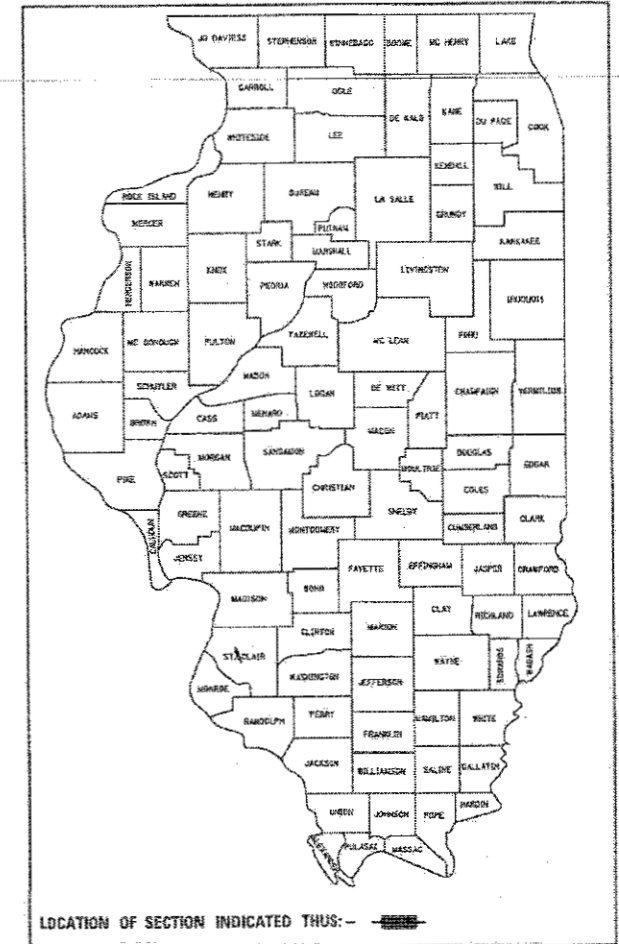 JO DAVIESS STEPHENSON WINNEBAGO BOONE MC HENRY LAKE
CARROLL OGLE
DE KALB KANE DU PAGE COOK
WHITESIDE LEE
KENDALL
WILL
ROCK ISLAND HENRY BUREAU LA SALLE
GRUNDY
MERCER PUTNAM
STARK MARSHALL KANKAKEE
HENDERSON WARREN KNOX PEORIA WOODFORD LIVINGSTON
IROQUOIS
HANCOCK MC DONOUGH FULTON TAZEWELL MC LEAN FORD
MASON
SCHUYLER LOGAN DE WITT CHAMPAIGN VERMILION
ADAMS BROWN CASS MENARD MACON PIATT
SANGAMON DOUGLAS
PIKE SCOTT MORGAN MOULTRIE EDGAR
CHRISTIAN COLES
CALHOUN GREENE MACOUPIN MONTGOMERY SHELBY CUMBERLAND CLARK
JERSEY
FAYETTE EFFINGHAM JASPER CRAWFORD
MADISON BOND
CLAY RICHLAND LAWRENCE
CLINTON MARION
ST CLAIR WAYNE EDWARDS WABASH
WASHINGTON JEFFERSON
MONROE
RANDOLPH PERRY HAMILTON WHITE
FRANKLIN
JACKSON WILLIAMSON SALINE GALLATIN
UNION JOHNSON POPE HARDIN
ALEXANDER PULASKI MASSAC
LOCATION OF SECTION INDICATED THUS:-